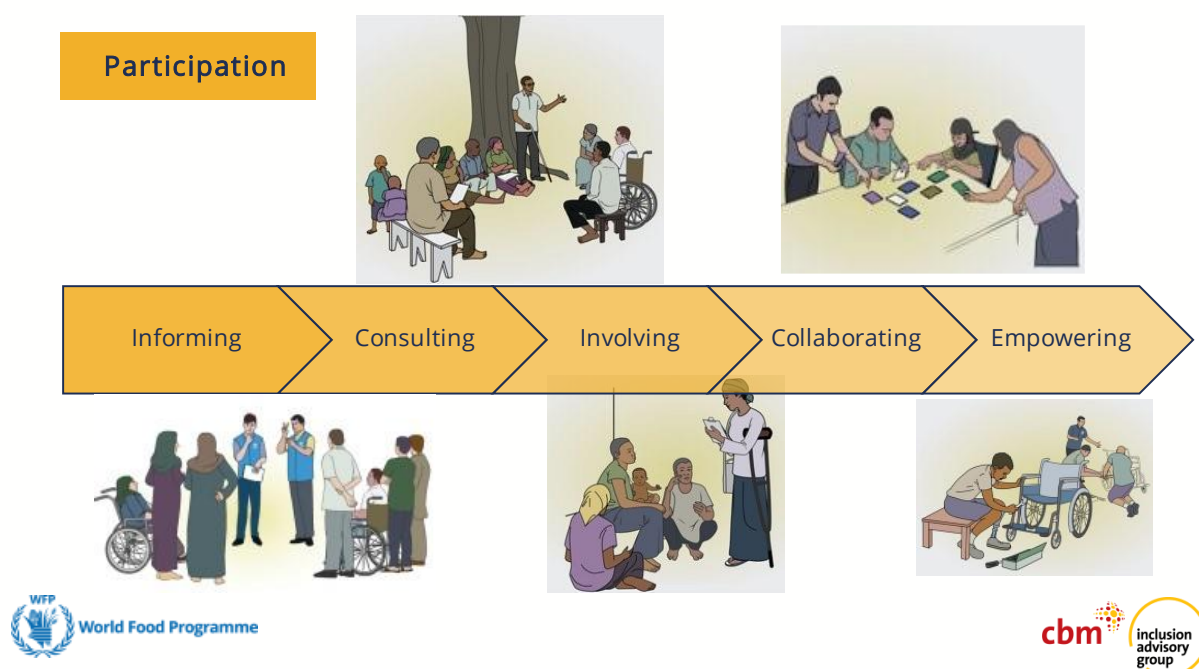 Participation
Informing
Consulting
Involving
Collaborating
Empowering
WFP
World Food Programme
cbm
inclusion
advisory
group